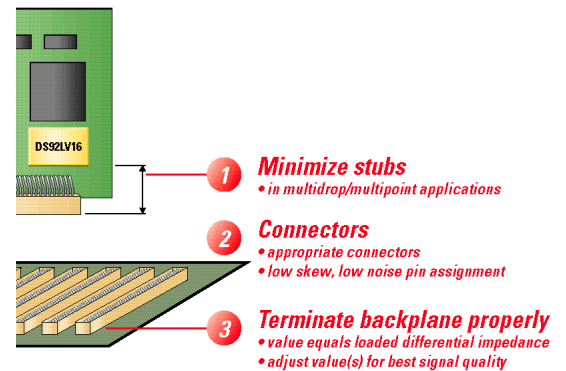 DS92LV16
1 Minimize stubs
• in multidrop/multipoint applications
2 Connectors
• appropriate connectors
• low skew, low noise pin assignment
3 Terminate backplane properly
• value equals loaded differential impedance
• adjust value(s) for best signal quality